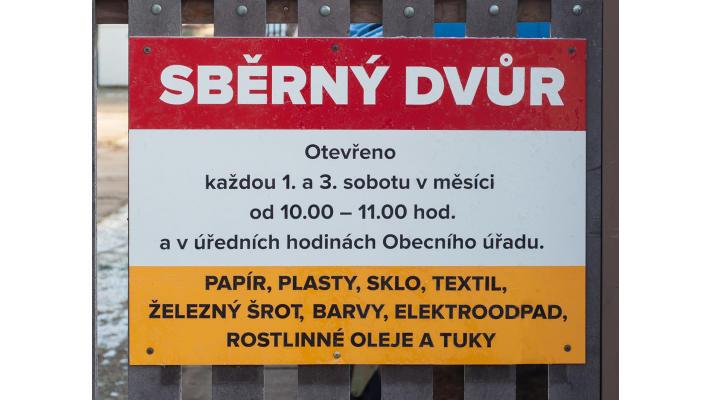 SBĚRNÝ DVŮR
Otevřeno
každou 1. a 3. sobotu v měsíci
od 10.00 – 11.00 hod.
a v úředních hodinách Obecního úřadu.
PAPÍR, PLASTY, SKLO, TEXTIL,
ŽELEZNÝ ŠROT, BARVY, ELEKTROODPAD,
ROSTLINNÉ OLEJE A TUKY